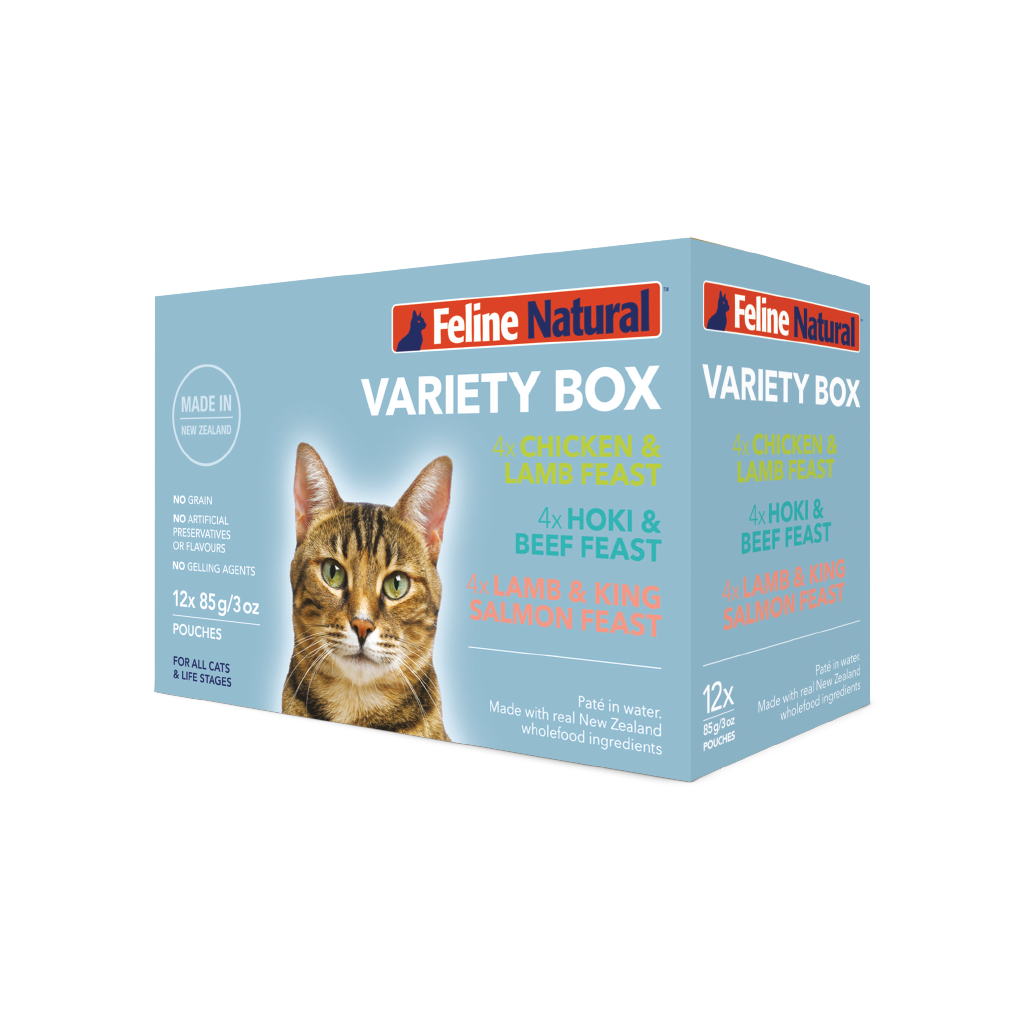 Feline Natural™
VARIETY BOX
4x CHICKEN &
LAMB FEAST
4x HOKI &
BEEF FEAST
4x LAMB & KING
SALMON FEAST
Paté in water.
Made with real New Zealand
wholefood ingredients
MADE IN
NEW ZEALAND
NO GRAIN
NO ARTIFICIAL
PRESERVATIVES
OR FLAVOURS
NO GELLING AGENTS
12x 85g/3oz
POUCHES
FOR ALL CATS
& LIFE STAGES
Feline Natural™
VARIETY BOX
4x CHICKEN &
LAMB FEAST
4x HOKI &
BEEF FEAST
4x LAMB & KING
SALMON FEAST
12x
85g/3oz
POUCHES
Paté in water.
Made with real New Zealand
wholefood ingredients